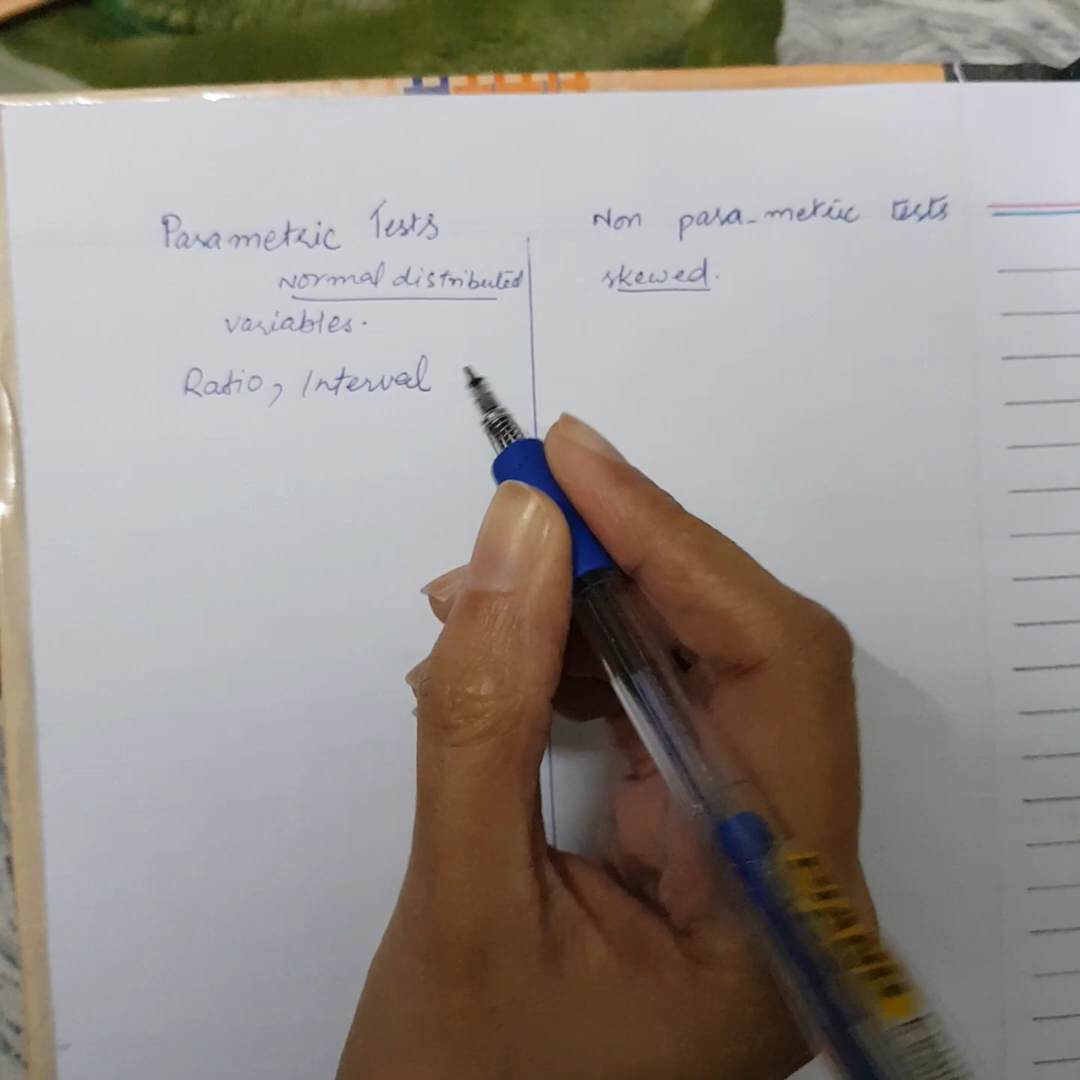 Parametric Tests
Normal distributed
variables.
Ratio, Interval
Non para-metric tests
skewed.